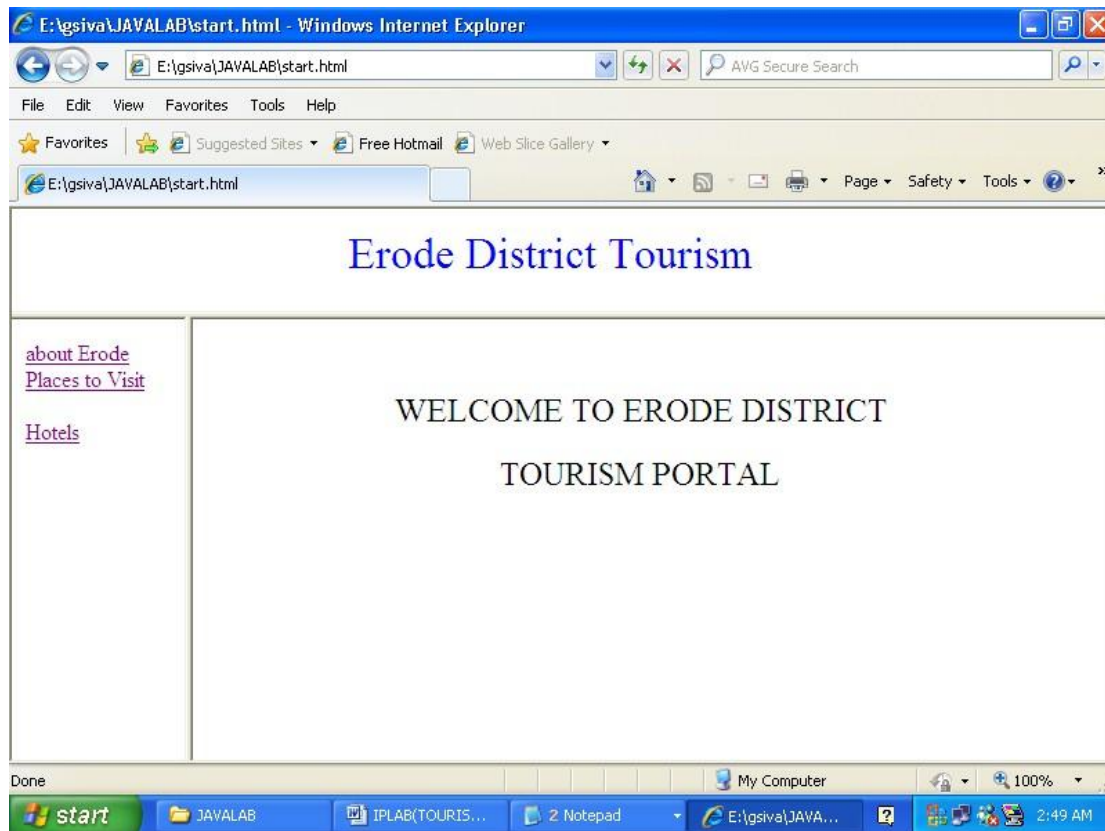 E:\gsiva\JAVALAB\start.html - Windows Internet Explorer
E:\gsiva\JAVALAB\start.html
AVG Secure Search
File Edit View Favorites Tools Help
Favorites Suggested Sites Free Hotmail Web Slice Gallery
E:\gsiva\JAVALAB\start.html Page Safety Tools
Erode District Tourism
about Erode
Places to Visit
Hotels
WELCOME TO ERODE DISTRICT
TOURISM PORTAL
Done My Computer 100%
start JAVALAB IPLAB(TOURIS... 2 Notepad E:\gsiva\JAVA... 2:49 AM